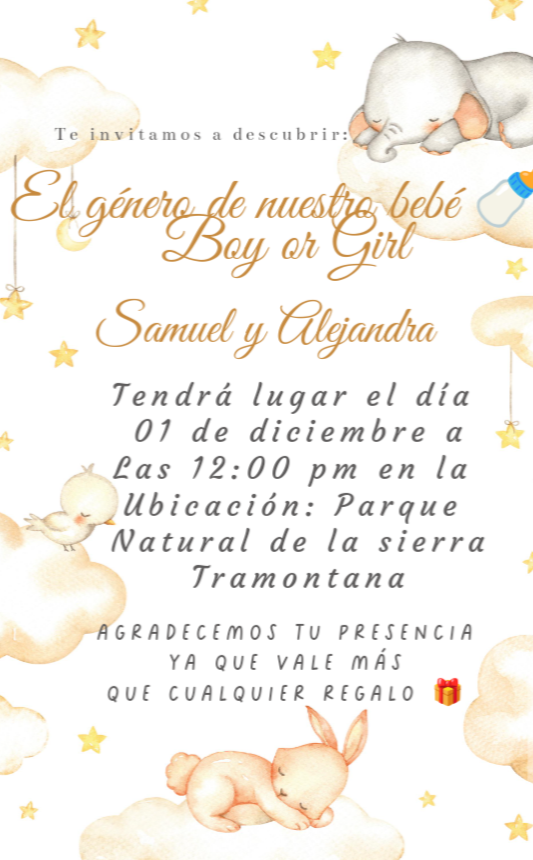 Te invitamos a descubrir:
El género de nuestro bebé 🍼
Boy or Girl
Samuel y Alejandra
Tendrá lugar el día
01 de diciembre a
Las 12:00 pm en la
Ubicación: Parque
Natural de la sierra
Tramontana
AGRADECEMOS TU PRESENCIA
YA QUE VALE MÁS
QUE CUALQUIER REGALO 🎁